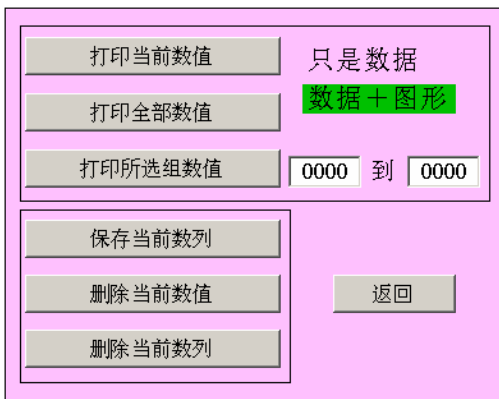 打印当前数值
只是数据
打印全部数值
数据＋图形
打印所选组数值 0000 到 0000
保存当前数列
删除当前数值
返回
删除当前数列